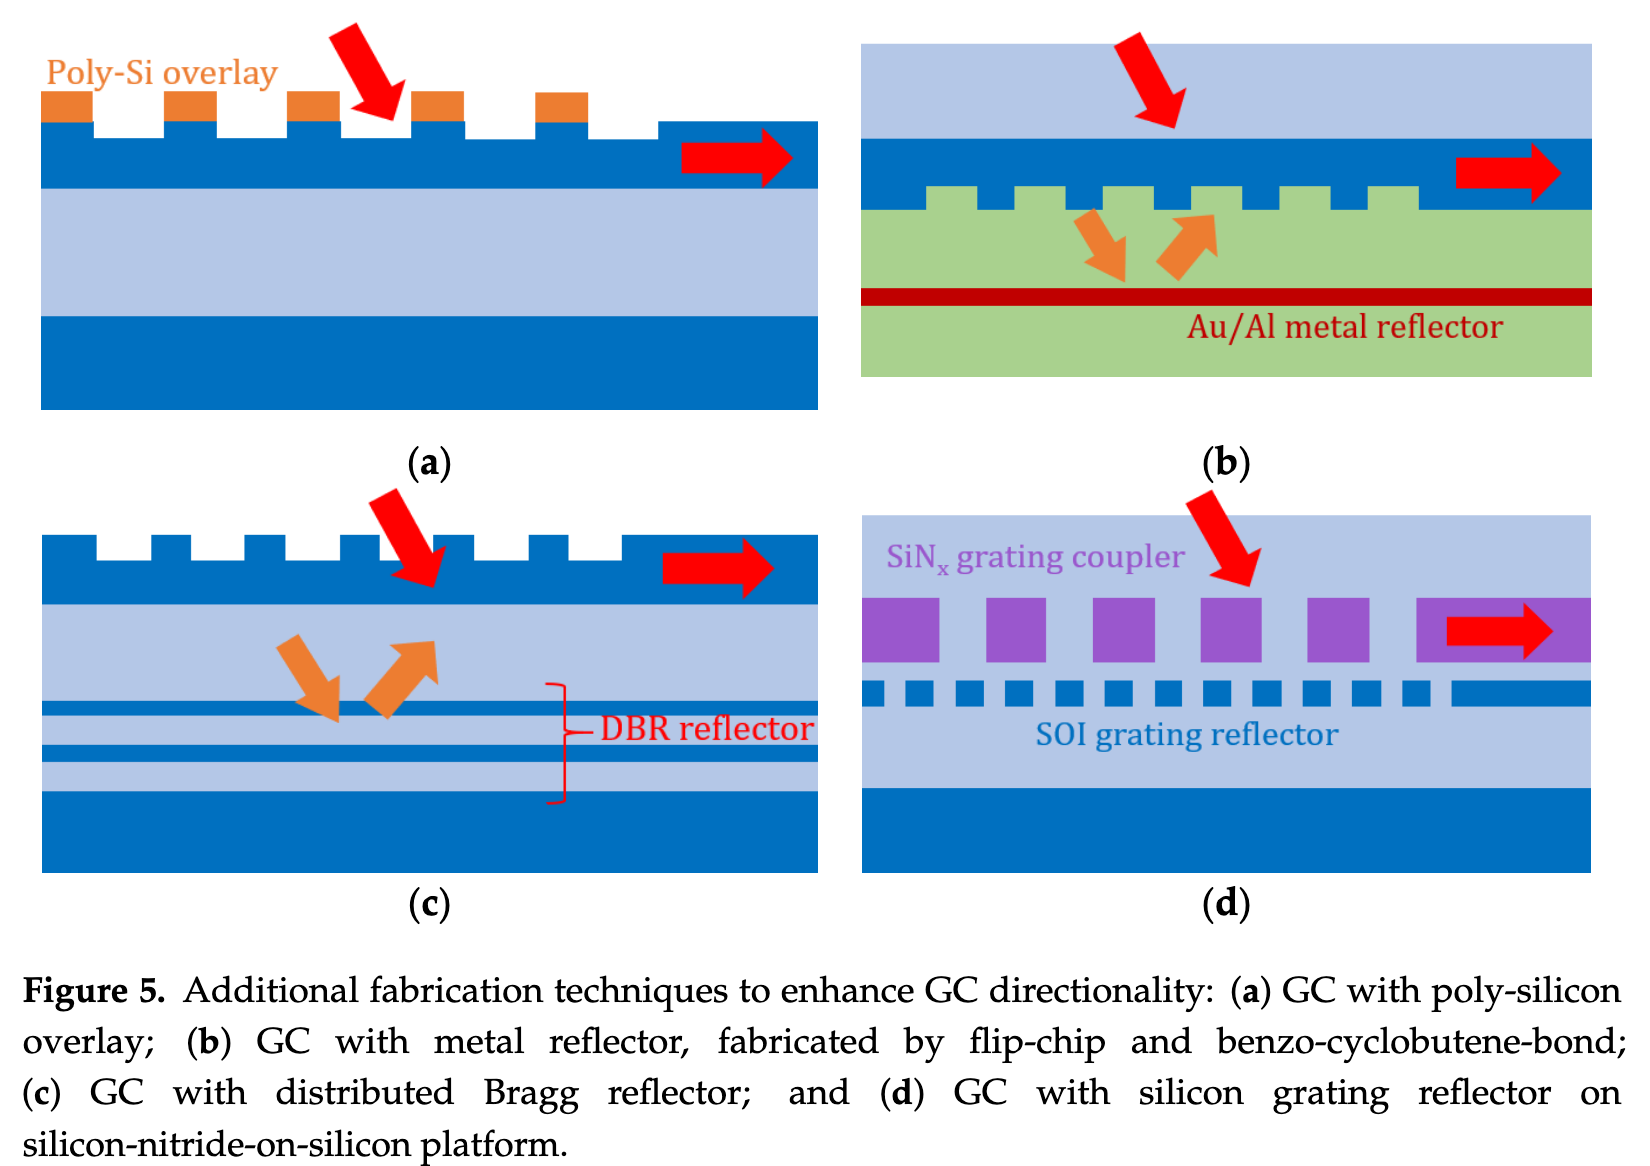 Poly-Si overlay
Au/Al metal reflector
(a)
(b)
DBR reflector
SiNx grating coupler
SOI grating reflector
(c)
(d)
Figure 5. Additional fabrication techniques to enhance GC directionality: (a) GC with poly-silicon
overlay; (b) GC with metal reflector, fabricated by flip-chip and benzo-cyclobutene-bond;
(c) GC with distributed Bragg reflector; and (d) GC with silicon grating reflector on
silicon-nitride-on-silicon platform.